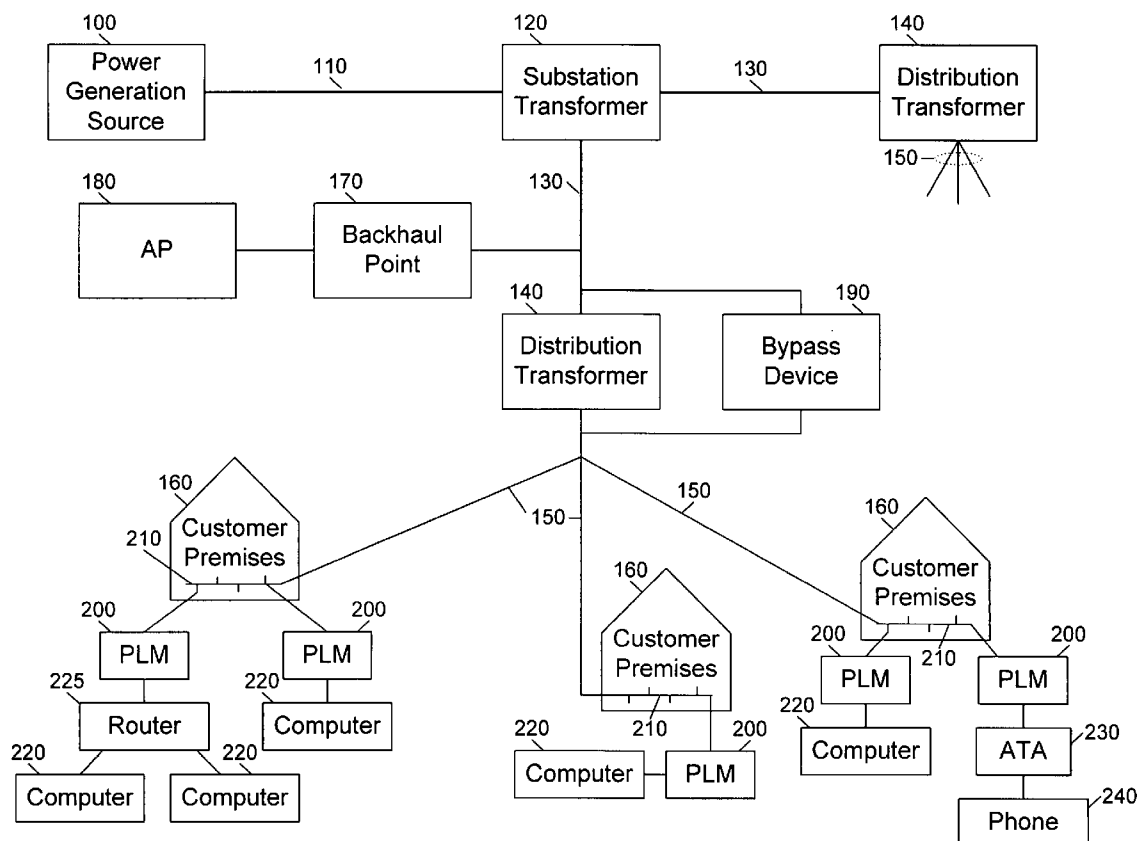 100
120
140
Power
Generation
Source
110
Substation
Transformer
130
Distribution
Transformer
150
130
180
170
AP
Backhaul
Point
140
190
Distribution
Transformer
Bypass
Device
160
Customer
Premises
210
150
150
160
Customer
Premises
160
Customer
Premises
200
PLM
200
PLM
225
Router
220
Computer
220
Computer
220
Computer
210
220
Computer
200
PLM
200
PLM
210
200
PLM
220
Computer
ATA
230
Phone
240